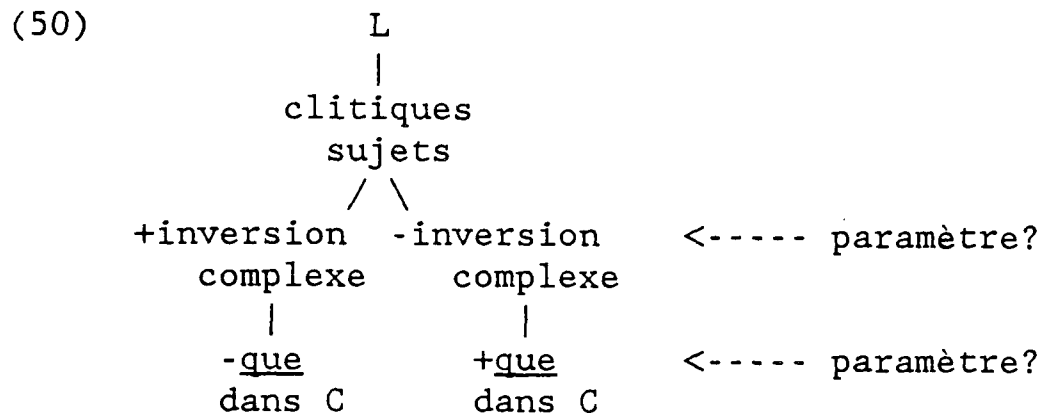 (50) L
|
clitiques
sujets
/ \
+inversion -inversion <----- paramètre?
complexe complexe
| |
-que +que <----- paramètre?
dans C dans C